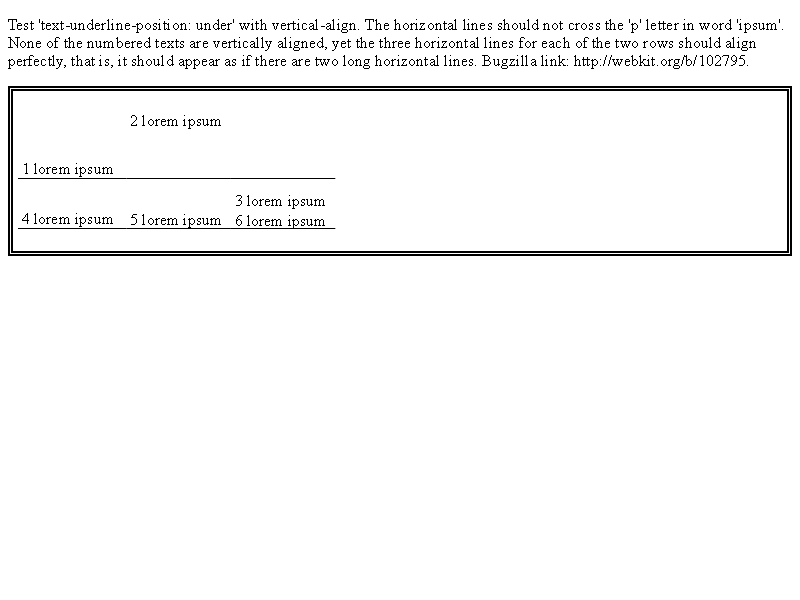 Test 'text-underline-position: under' with vertical-align. The horizontal lines should not cross the 'p' letter in word 'ipsum'.
None of the numbered texts are vertically aligned, yet the three horizontal lines for each of the two rows should align
perfectly, that is, it should appear as if there are two long horizontal lines. Bugzilla link: http://webkit.org/b/102795.
2 lorem ipsum
1 lorem ipsum
3 lorem ipsum
4 lorem ipsum 5 lorem ipsum 6 lorem ipsum